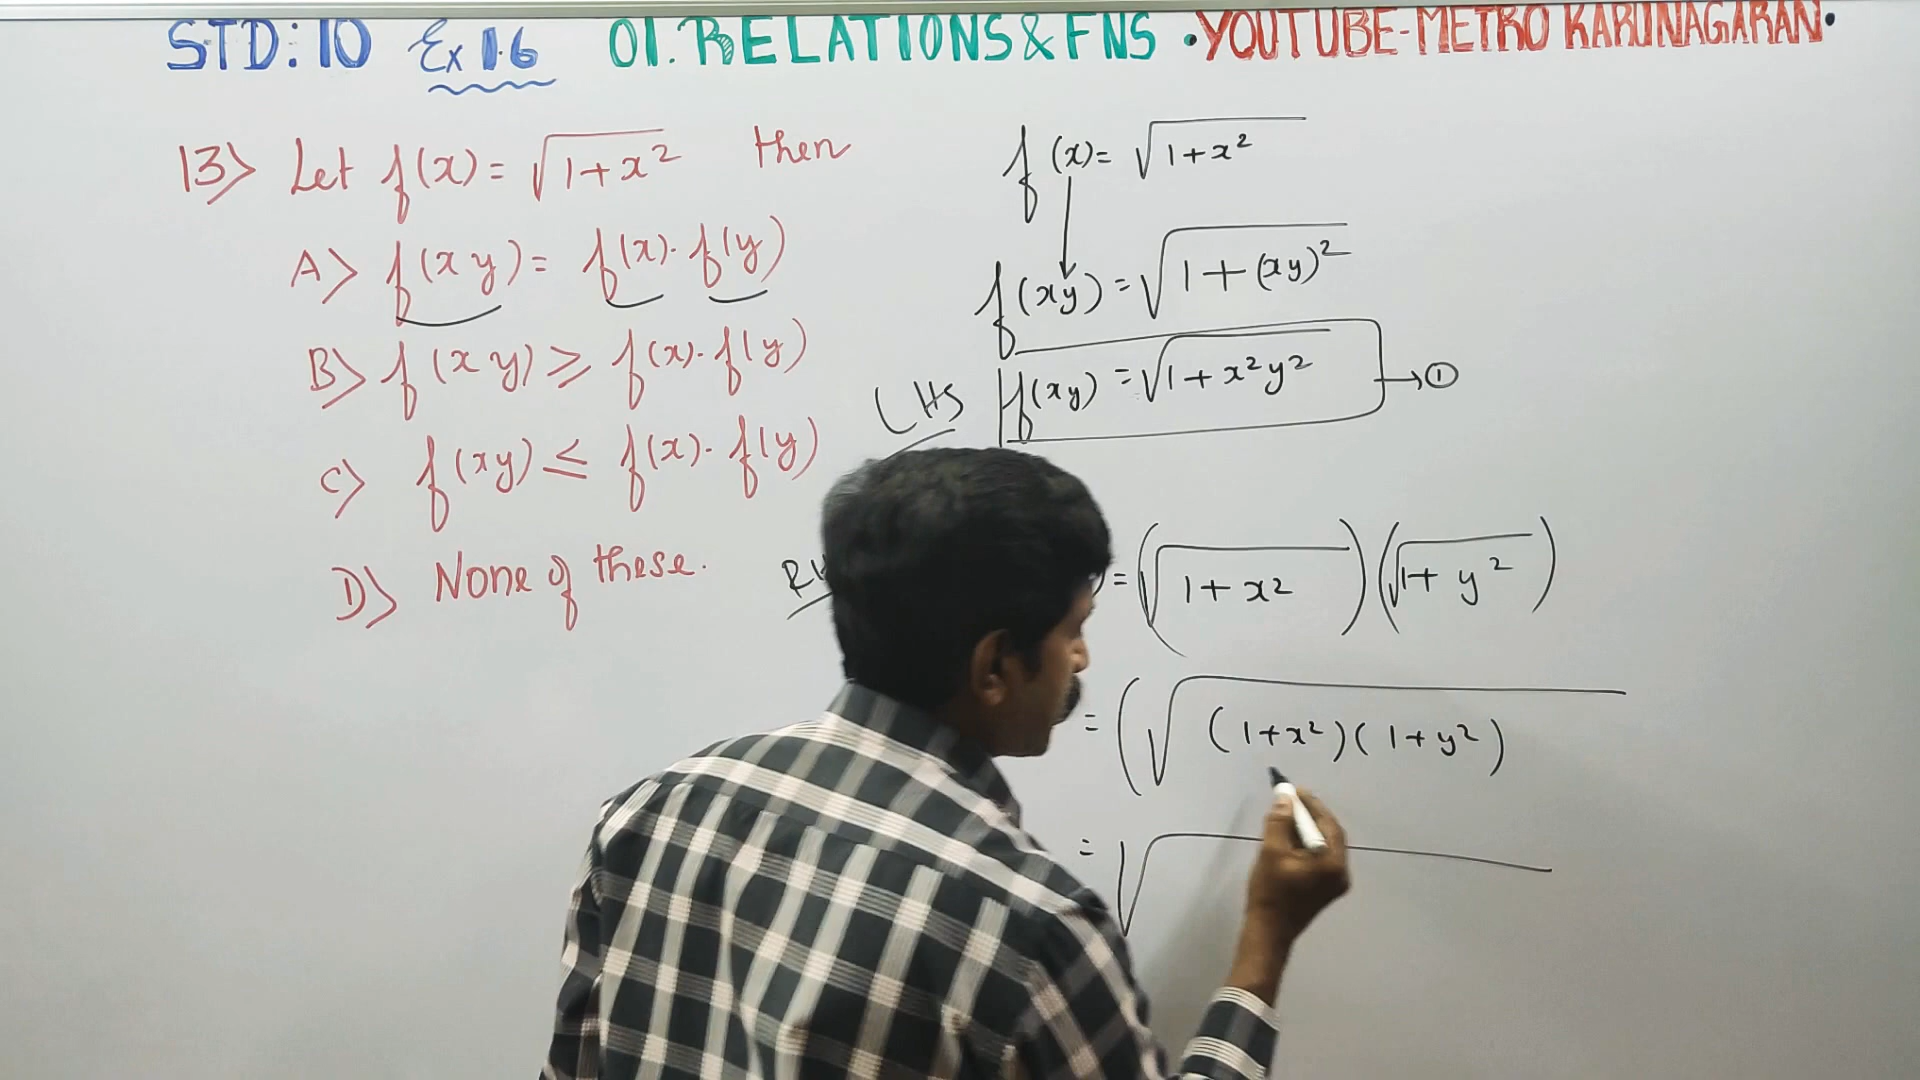 STD: 10 Ex 1.6 01. RELATIONS & FNS • YOUTUBE-METRO KARUNAGARAN •
13) Let f(x) = √(1+x²) then
A) f(xy) = f(x). f(y)
B) f(xy) ≥ f(x). f(y)
C) f(xy) ≤ f(x). f(y)
D) None of these.
f(x) = √(1+x²)
f(xy) = √(1+(xy)²)
LHS f(xy) = √(1+x²y²) → ①
) = (√(1+x²)) (√(1+y²))
= (√((1+x²)(1+y²))
= √